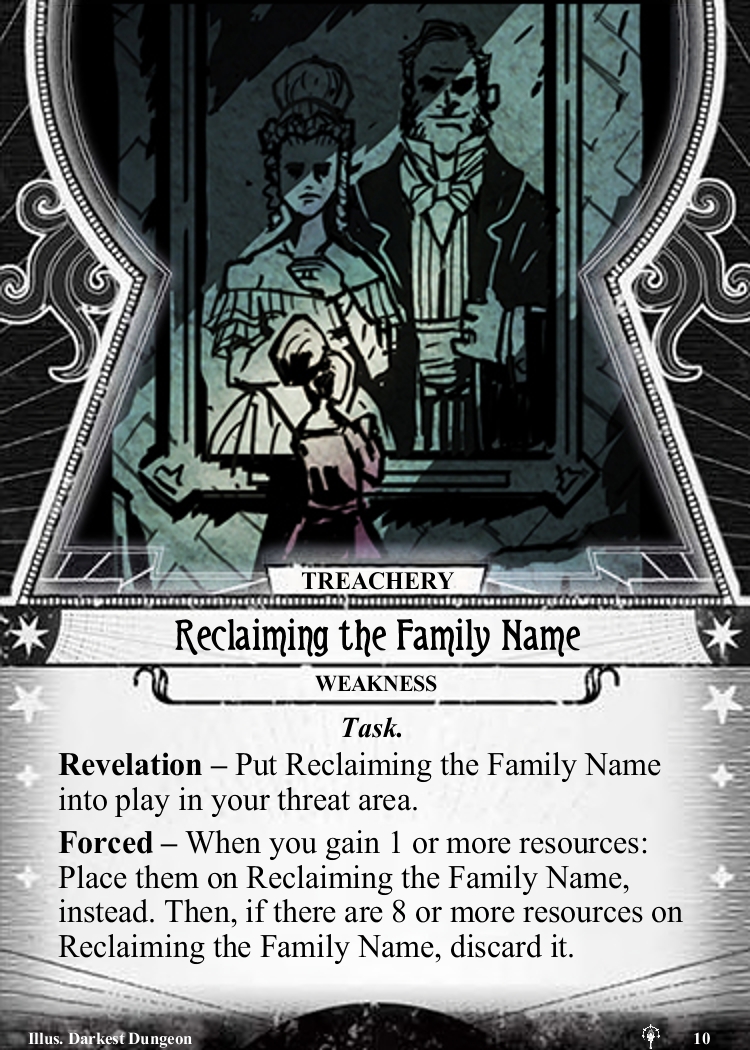 TREACHERY
Reclaiming the Family Name
WEAKNESS
Task.
Revelation – Put Reclaiming the Family Name
into play in your threat area.
Forced – When you gain 1 or more resources:
Place them on Reclaiming the Family Name,
instead. Then, if there are 8 or more resources on
Reclaiming the Family Name, discard it.
Illus. Darkest Dungeon
10